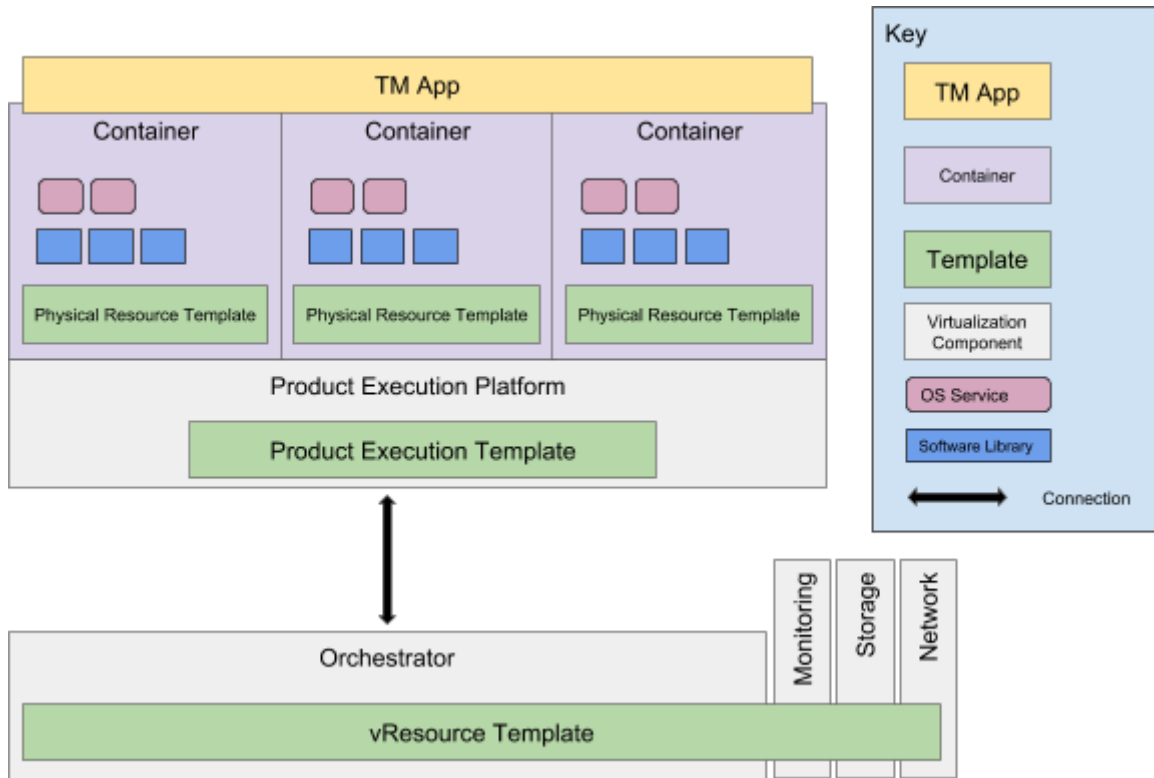 TM App
Container
Container
Container
Physical Resource Template
Physical Resource Template
Physical Resource Template
Product Execution Platform
Product Execution Template
Orchestrator
vResource Template
Monitoring
Storage
Network
Key
TM App
Container
Template
Virtualization
Component
OS Service
Software Library
Connection